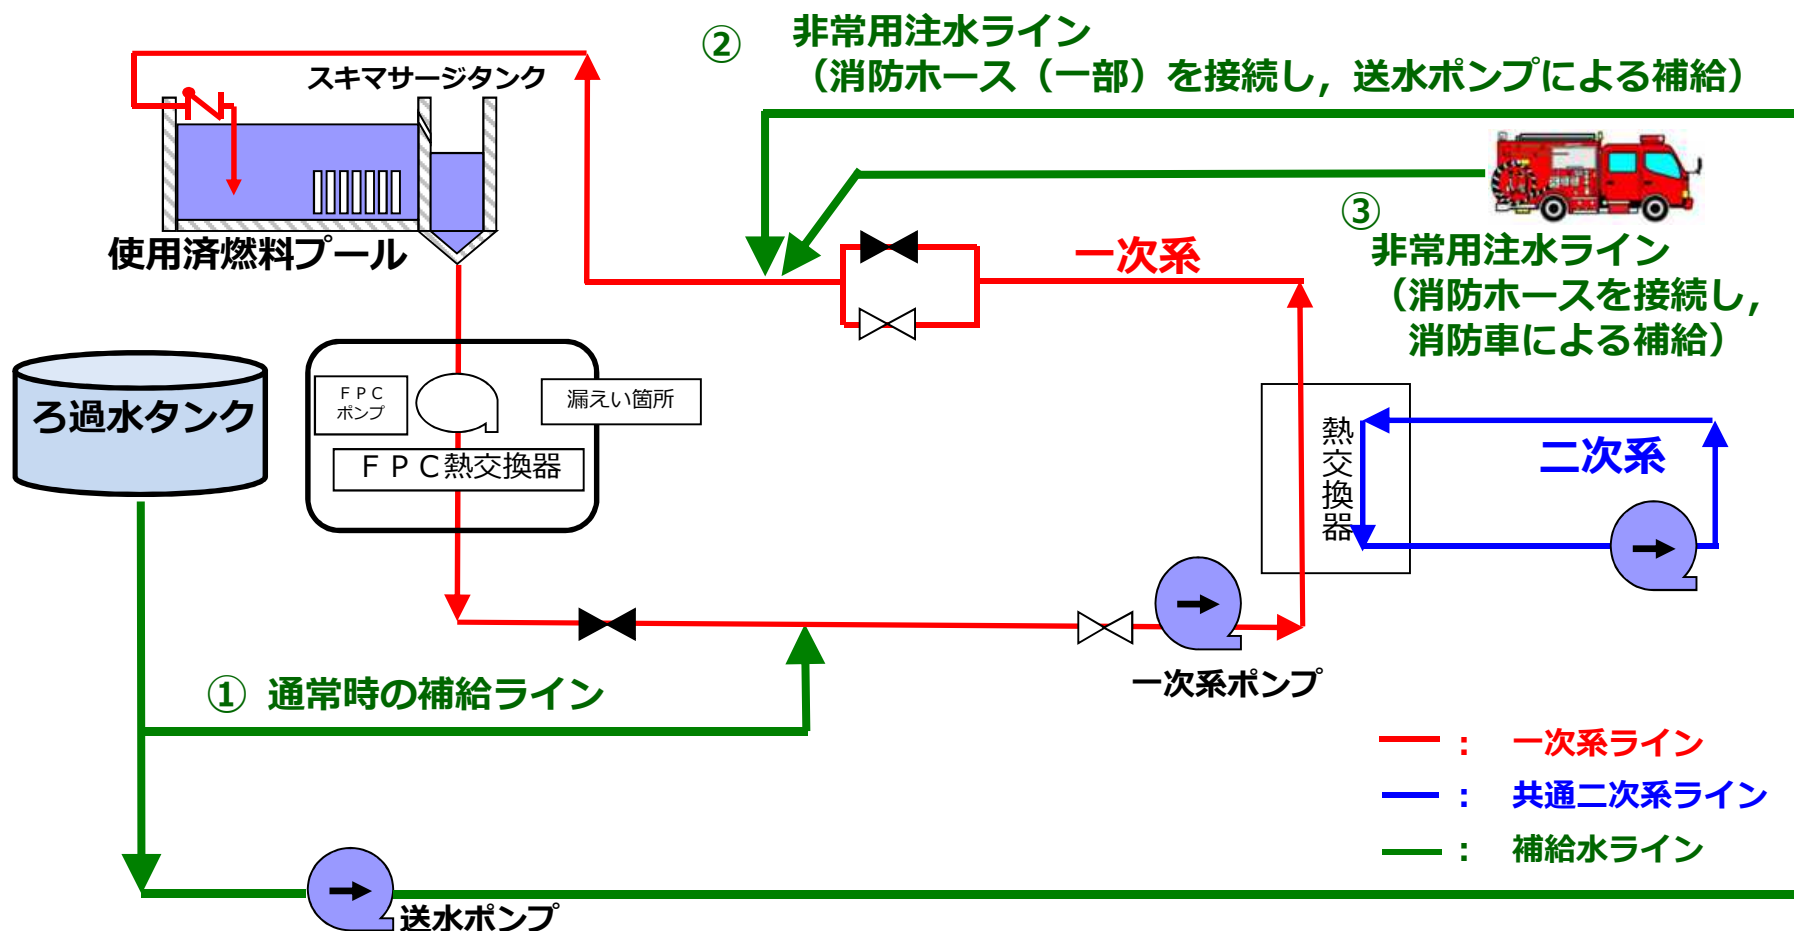 ②
非常用注水ライン
（消防ホース（一部）を接続し，送水ポンプによる補給）
スキマサージタンク
使用済燃料プール
③
非常用注水ライン
（消防ホースを接続し，
消防車による補給）
一次系
ろ過水タンク
ＦＰＣ
ポンプ
漏えい箇所
ＦＰＣ熱交換器
熱交換器
二次系
① 通常時の補給ライン
一次系ポンプ
： 一次系ライン
： 共通二次系ライン
： 補給水ライン
送水ポンプ